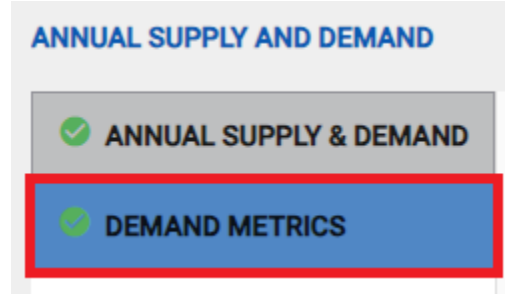 ANNUAL SUPPLY AND DEMAND
ANNUAL SUPPLY & DEMAND
DEMAND METRICS